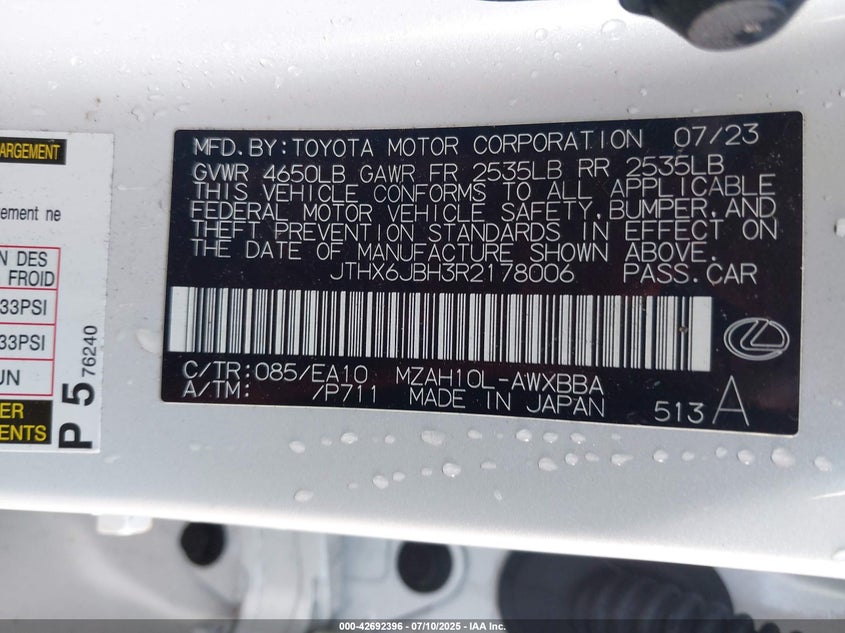 ARGEMENT
rement ne
N DES
FROID
33PSI
33PSI
UN
ER
ENTS
P 5
76240
MFD. BY: TOYOTA MOTOR CORPORATION 07/23
GVWR 4650LB GAWR FR 2535LB RR 2535LB
THIS VEHICLE CONFORMS TO ALL APPLICABLE
FEDERAL MOTOR VEHICLE SAFETY, BUMPER, AND
THEFT PREVENTION STANDARDS IN EFFECT ON
THE DATE OF MANUFACTURE SHOWN ABOVE.
JTHX6JBH3R2178006 PASS.CAR
C/TR: 085/EA10 MZAH10L-AWXBBA
A/TM: /P711 MADE IN JAPAN 513 A
000-42692396 - 07/10/2025 - IAA Inc.